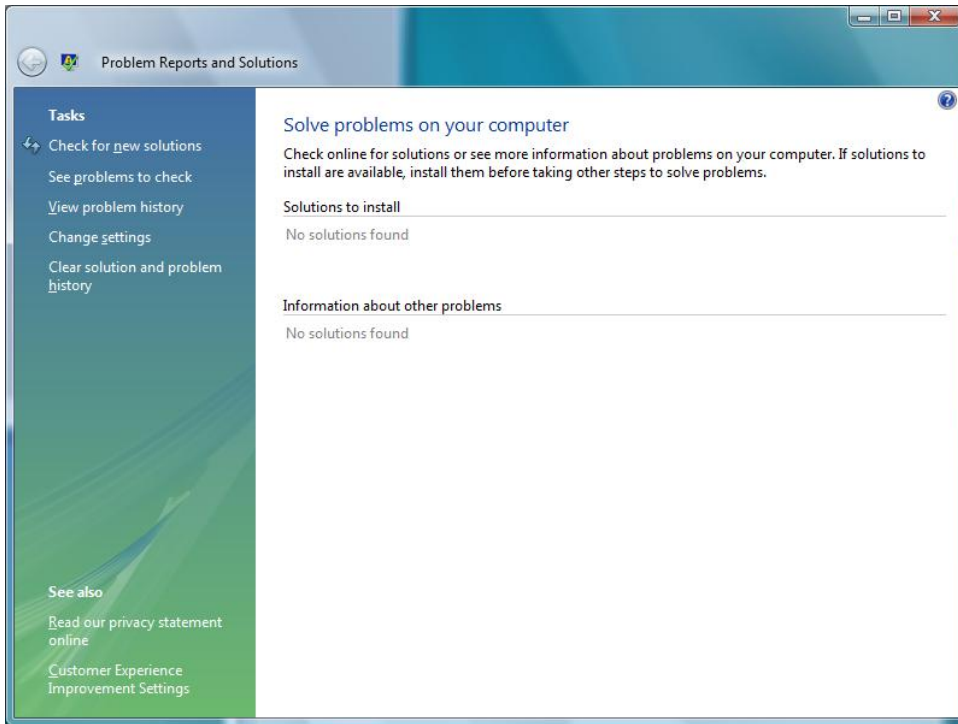 Problem Reports and Solutions
Tasks
Check for new solutions
See problems to check
View problem history
Change settings
Clear solution and problem
history
See also
Read our privacy statement
online
Customer Experience
Improvement Settings
Solve problems on your computer
Check online for solutions or see more information about problems on your computer. If solutions to
install are available, install them before taking other steps to solve problems.
Solutions to install
No solutions found
Information about other problems
No solutions found